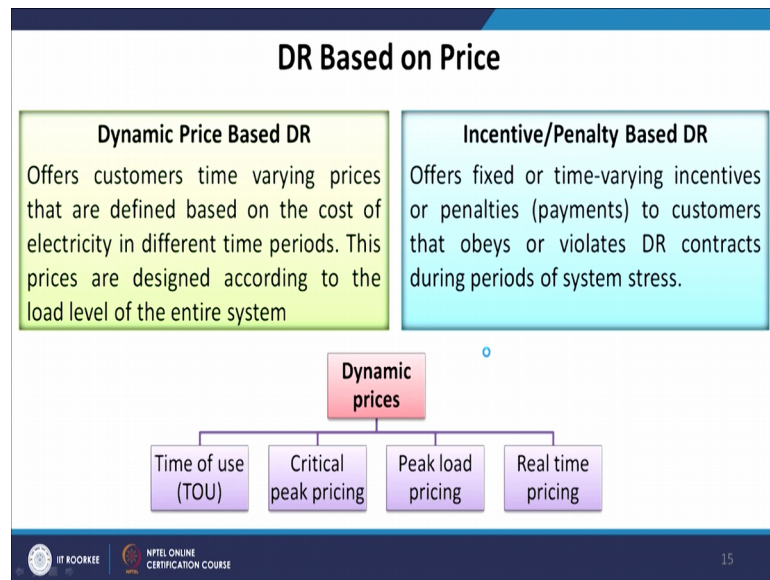 DR Based on Price
Dynamic Price Based DR
Offers customers time varying prices
that are defined based on the cost of
electricity in different time periods. This
prices are designed according to the
load level of the entire system
Incentive/Penalty Based DR
Offers fixed or time-varying incentives
or penalties (payments) to customers
that obeys or violates DR contracts
during periods of system stress.
Dynamic
prices
Time of use
(TOU)
Critical
peak pricing
Peak load
pricing
Real time
pricing
IIT ROORKEE
NPTEL ONLINE
CERTIFICATION COURSE
15